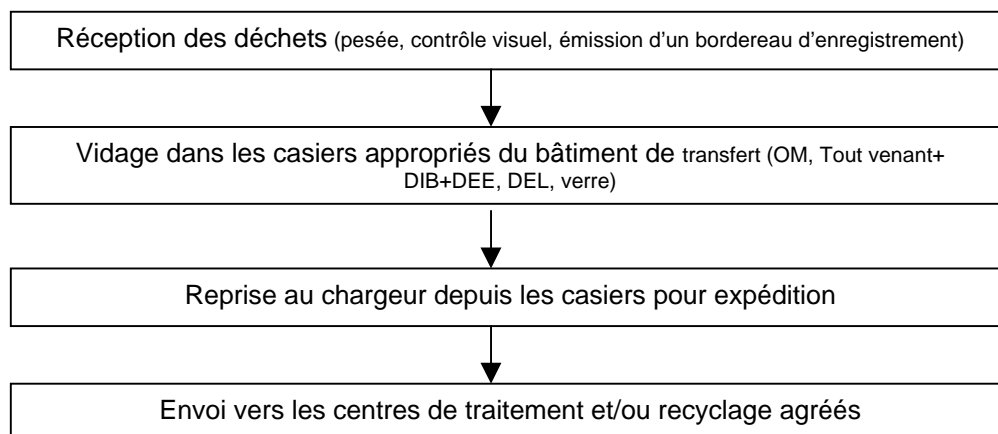 Réception des déchets (pesée, contrôle visuel, émission d'un bordereau d'enregistrement)
Vidage dans les casiers appropriés du bâtiment de transfert (OM, Tout venant+
DIB+DEE, DEL, verre)
Reprise au chargeur depuis les casiers pour expédition
Envoi vers les centres de traitement et/ou recyclage agréés